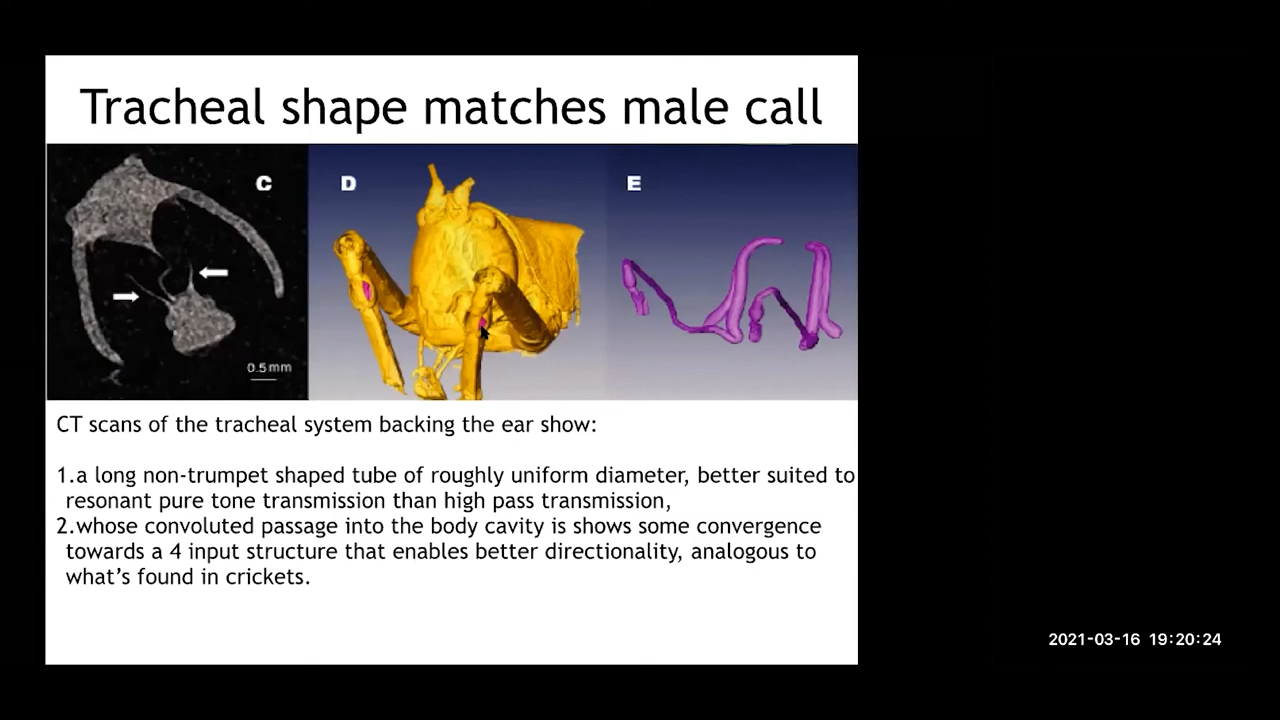 Tracheal shape matches male call
C
D
E
0.5mm
CT scans of the tracheal system backing the ear show:
1.a long non-trumpet shaped tube of roughly uniform diameter, better suited to
resonant pure tone transmission than high pass transmission,
2.whose convoluted passage into the body cavity is shows some convergence
towards a 4 input structure that enables better directionality, analogous to
what's found in crickets.
2021-03-16 19:20:24